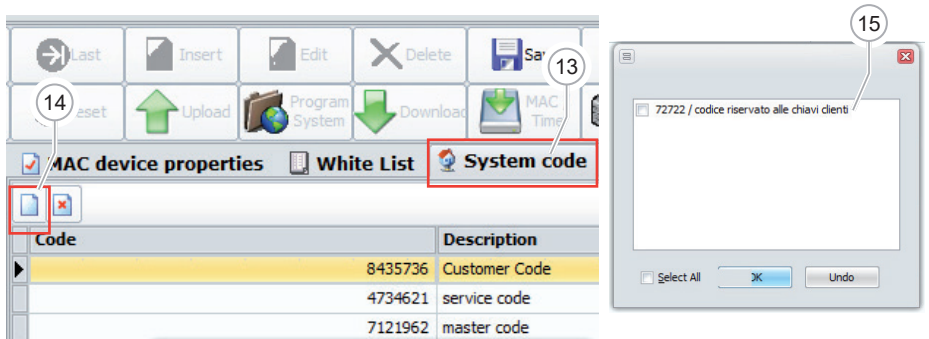 Last Insert Edit Delete Sa
13
14
eset Upload Program System Download MAC Time
MAC device properties White List System code
Code Description
8435736 Customer Code
4734621 service code
7121962 master code
15
72722 / codice riservato alle chiavi clienti
Select All OK Undo